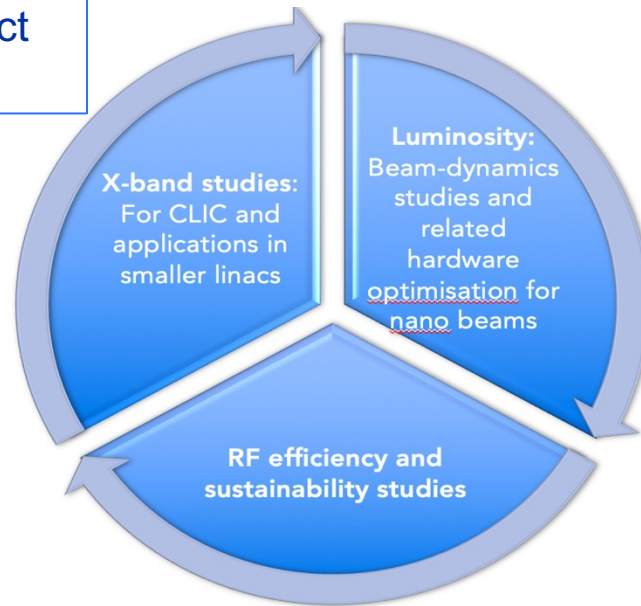 ct
X-band studies:
For CLIC and
applications in
smaller linacs
Luminosity:
Beam-dynamics
studies and
related
hardware
optimisation for
nano beams
RF efficiency and
sustainability studies